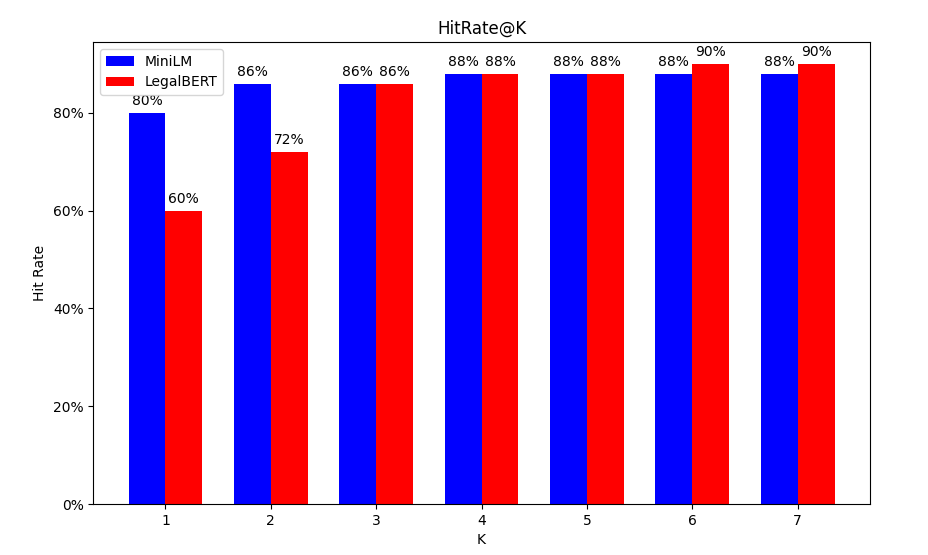 HitRate@K
MiniLM
LegalBERT
80% 60% 86% 72% 86% 86% 88% 88% 88% 88% 88% 90% 88% 90%
80%
60%
40%
20%
0%
Hit Rate
1 2 3 4 5 6 7
K